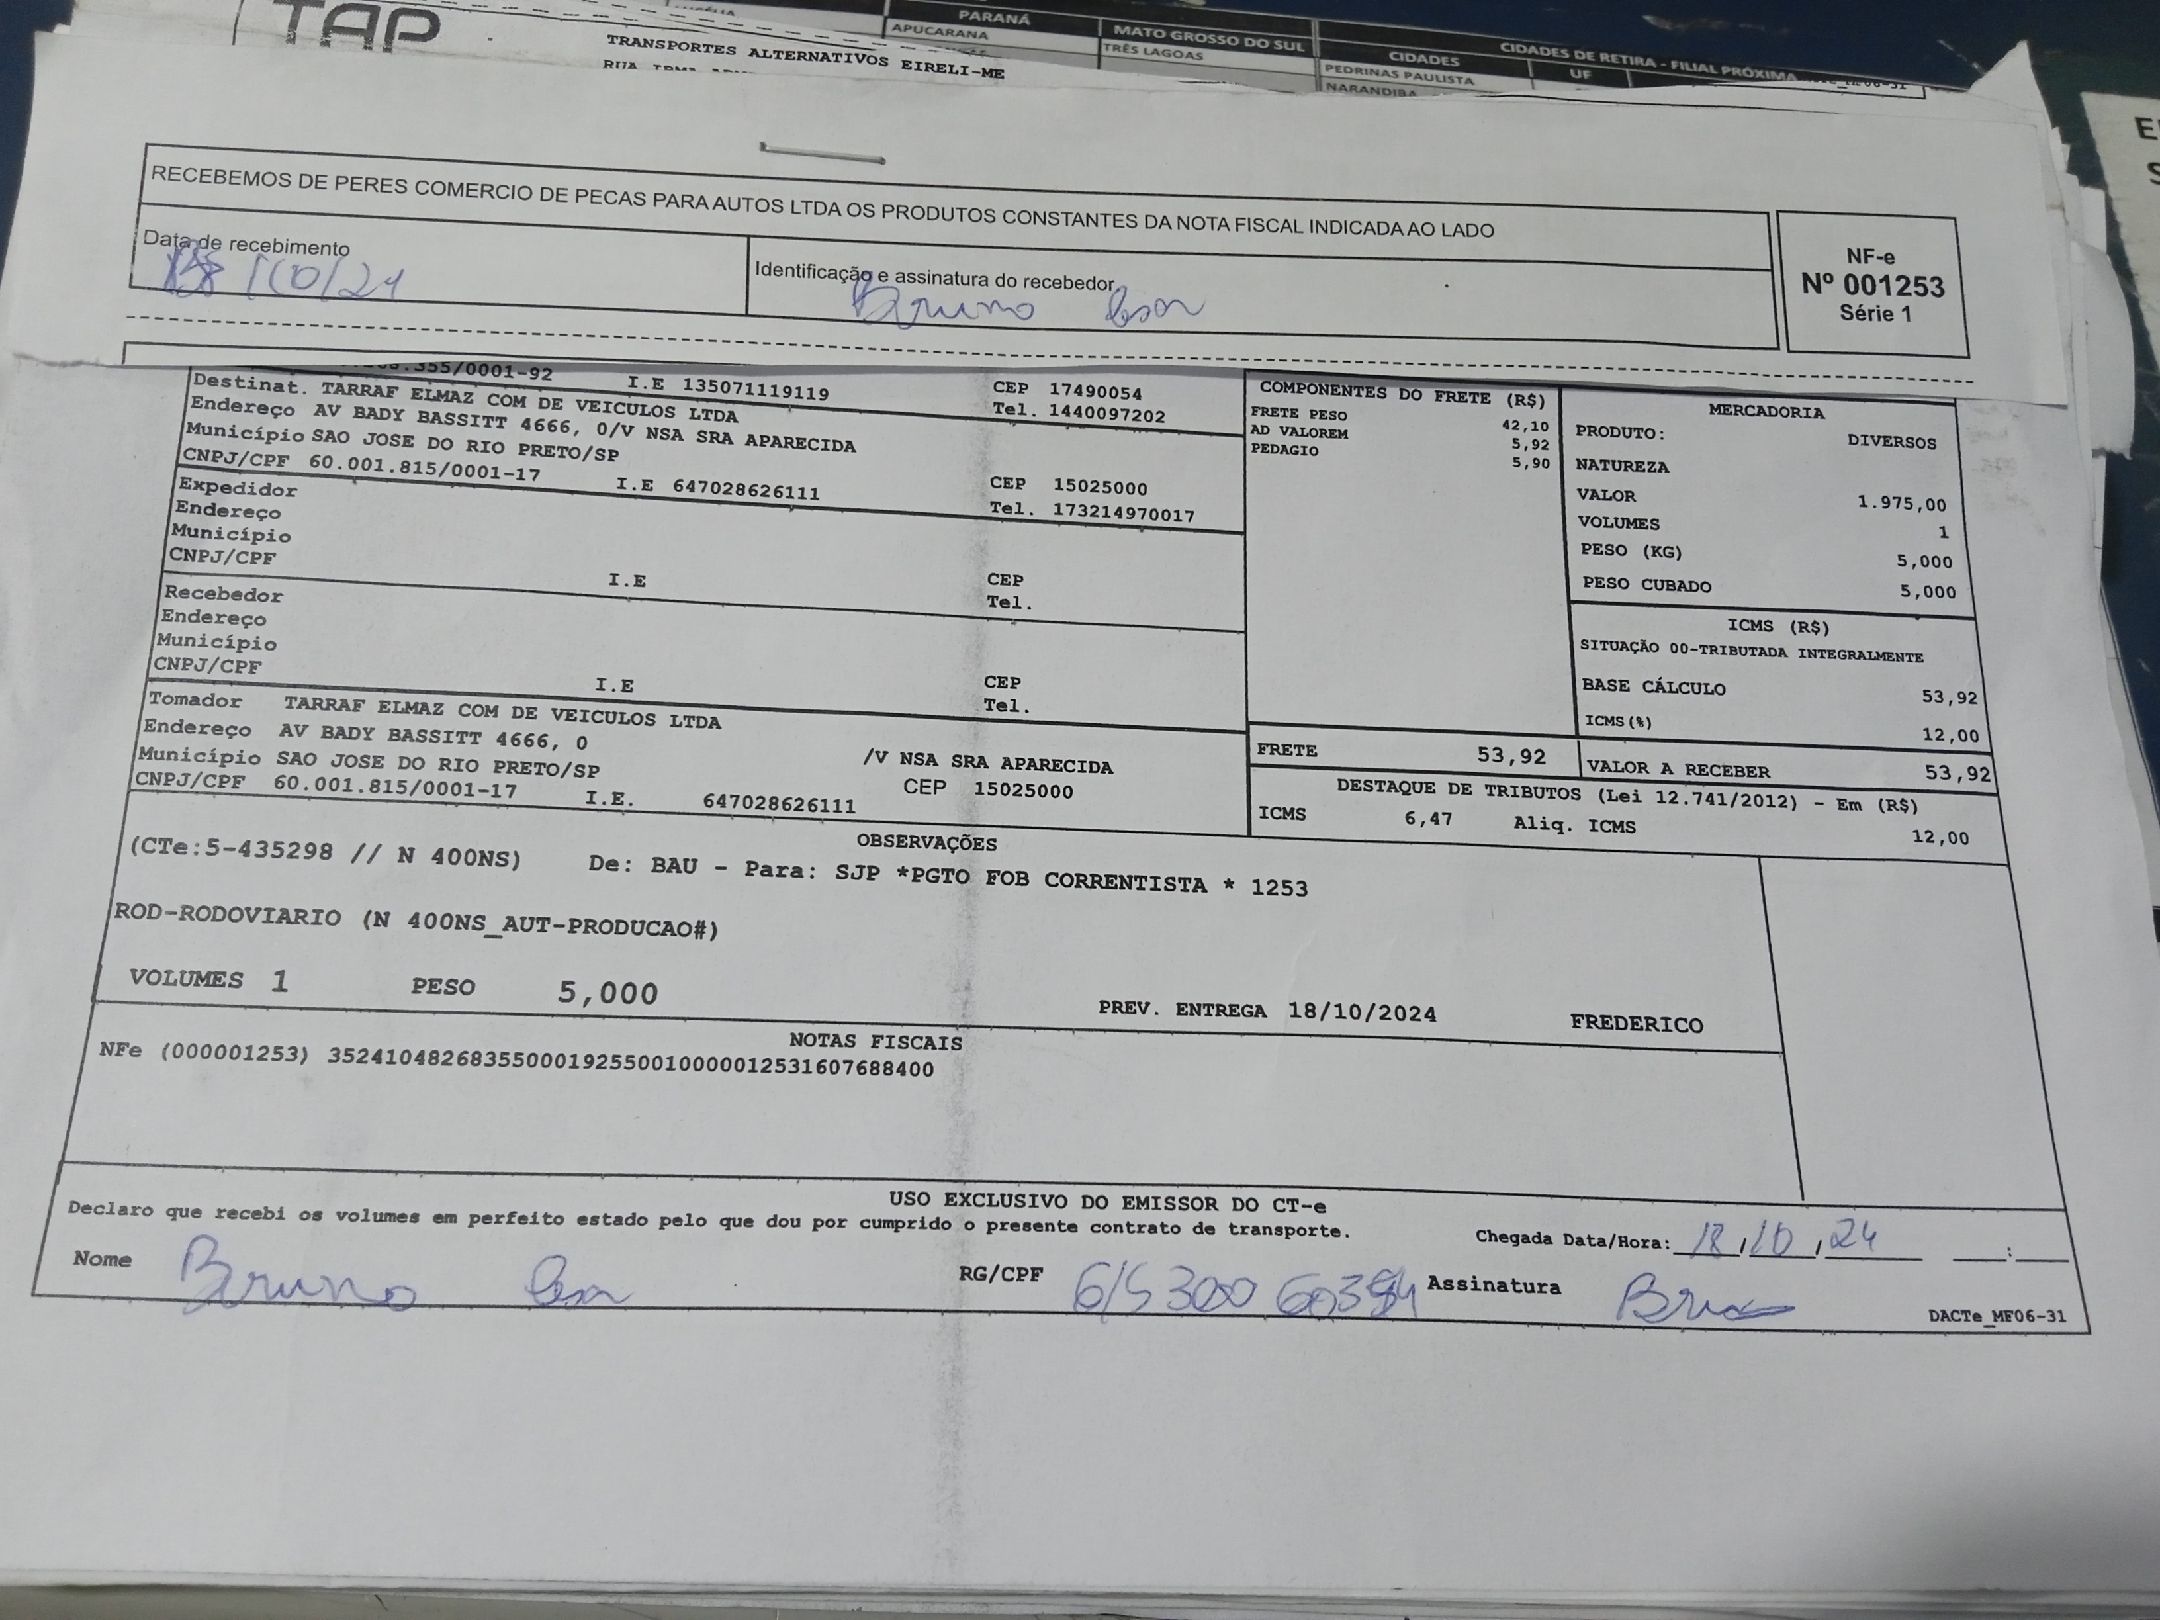 TAP
TRANSPORTES ALTERNATIVOS EIRELI-ME
RUA
PARANÁ
APUCARANA
MATO GROSSO DO SUL
TRÊS LAGOAS
CIDADES DE RETIRA - FILIAL PRÓXIMA
CIDADES UF
PEDRINAS PAULISTA
NARANDIBA
RECEBEMOS DE PERES COMERCIO DE PECAS PARA AUTOS LTDA OS PRODUTOS CONSTANTES DA NOTA FISCAL INDICADA AO LADO
Data de recebimento
18/10/24
Identificação e assinatura do recebedor
Bruno
NF-e
Nº 001253
Série 1
.355/0001-92 I.E 135071119119 CEP 17490054
Tel. 1440097202
Destinat. TARRAF ELMAZ COM DE VEICULOS LTDA
Endereço AV BADY BASSITT 4666, 0/V NSA SRA APARECIDA
Município SAO JOSE DO RIO PRETO/SP CEP 15025000
CNPJ/CPF 60.001.815/0001-17 I.E 647028626111 Tel. 173214970017
Expedidor
Endereço
Município CEP
CNPJ/CPF I.E Tel.
Recebedor
Endereço
Município CEP
CNPJ/CPF I.E Tel.
Tomador TARRAF ELMAZ COM DE VEICULOS LTDA
Endereço AV BADY BASSITT 4666, 0 /V NSA SRA APARECIDA
Município SAO JOSE DO RIO PRETO/SP CEP 15025000
CNPJ/CPF 60.001.815/0001-17 I.E. 647028626111
COMPONENTES DO FRETE (R$)
FRETE PESO 42,10
AD VALOREM 5,92
PEDAGIO 5,90
MERCADORIA
PRODUTO: DIVERSOS
NATUREZA
VALOR 1.975,00
VOLUMES 1
PESO (KG) 5,000
PESO CUBADO 5,000
ICMS (R$)
SITUAÇÃO 00-TRIBUTADA INTEGRALMENTE
BASE CÁLCULO 53,92
ICMS(%) 12,00
FRETE 53,92 VALOR A RECEBER 53,92
DESTAQUE DE TRIBUTOS (Lei 12.741/2012) - Em (R$)
ICMS 6,47 Aliq. ICMS 12,00
OBSERVAÇÕES
(CTe:5-435298 // N 400NS) De: BAU - Para: SJP *PGTO FOB CORRENTISTA * 1253
ROD-RODOVIARIO (N 400NS_AUT-PRODUCAO#)
VOLUMES 1 PESO 5,000 PREV. ENTREGA 18/10/2024 FREDERICO
NOTAS FISCAIS
NFe (000001253) 35241048268355000192550010000012531607688400
USO EXCLUSIVO DO EMISSOR DO CT-e
Declaro que recebi os volumes em perfeito estado pelo que dou por cumprido o presente contrato de transporte. Chegada Data/Hora: 18/10/24 :
Nome Bruno RG/CPF Assinatura
DACTe_MF06-31